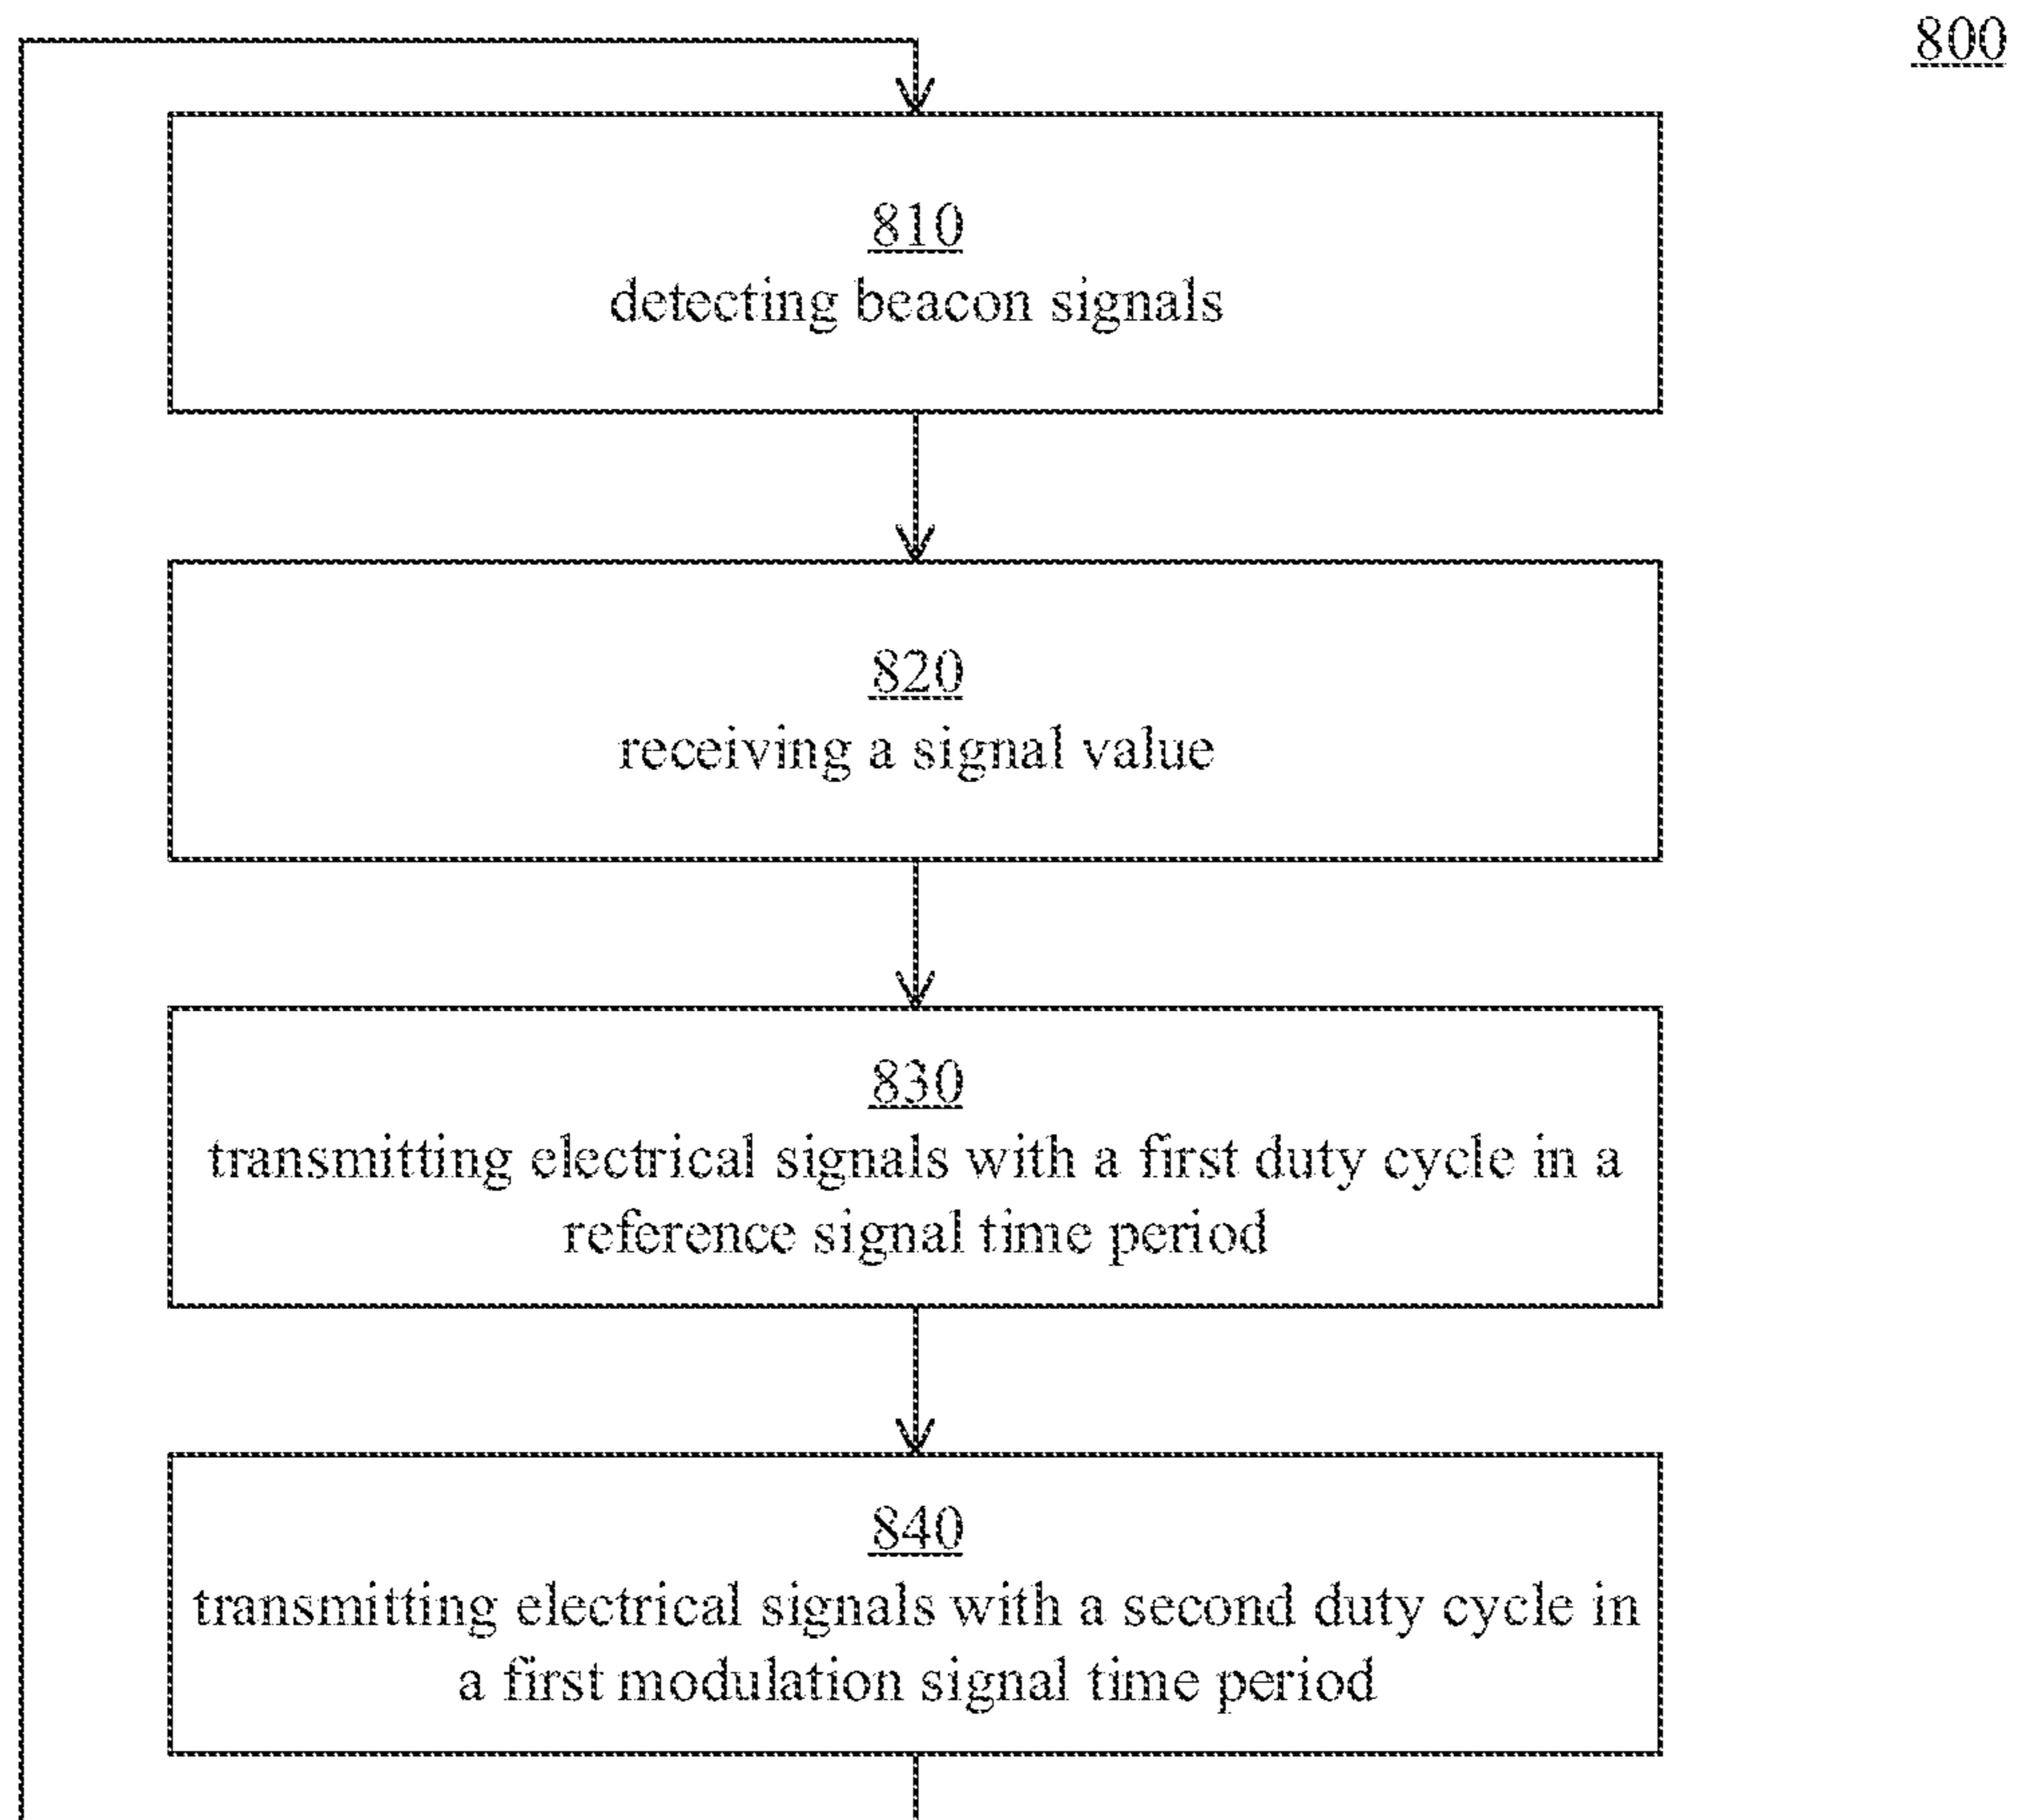 800
810
detecting beacon signals
820
receiving a signal value
830
transmitting electrical signals with a first duty cycle in a
reference signal time period
840
transmitting electrical signals with a second duty cycle in
a first modulation signal time period